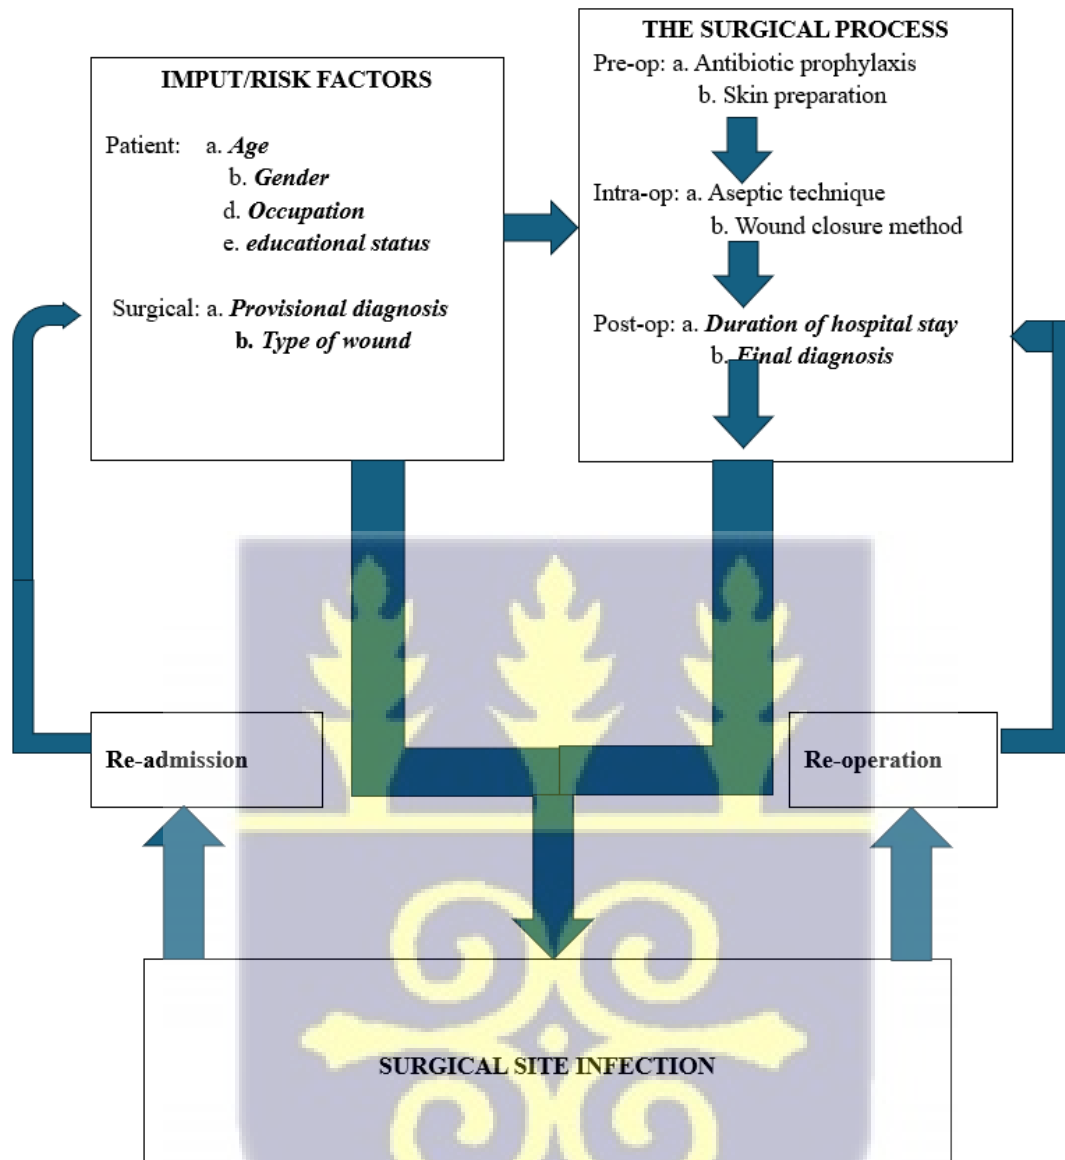 IMPUT/RISK FACTORS
Patient: a. Age
b. Gender
d. Occupation
e. educational status
Surgical: a. Provisional diagnosis
b. Type of wound
THE SURGICAL PROCESS
Pre-op: a. Antibiotic prophylaxis
b. Skin preparation
Intra-op: a. Aseptic technique
b. Wound closure method
Post-op: a. Duration of hospital stay
b. Final diagnosis
Re-admission
Re-operation
SURGICAL SITE INFECTION